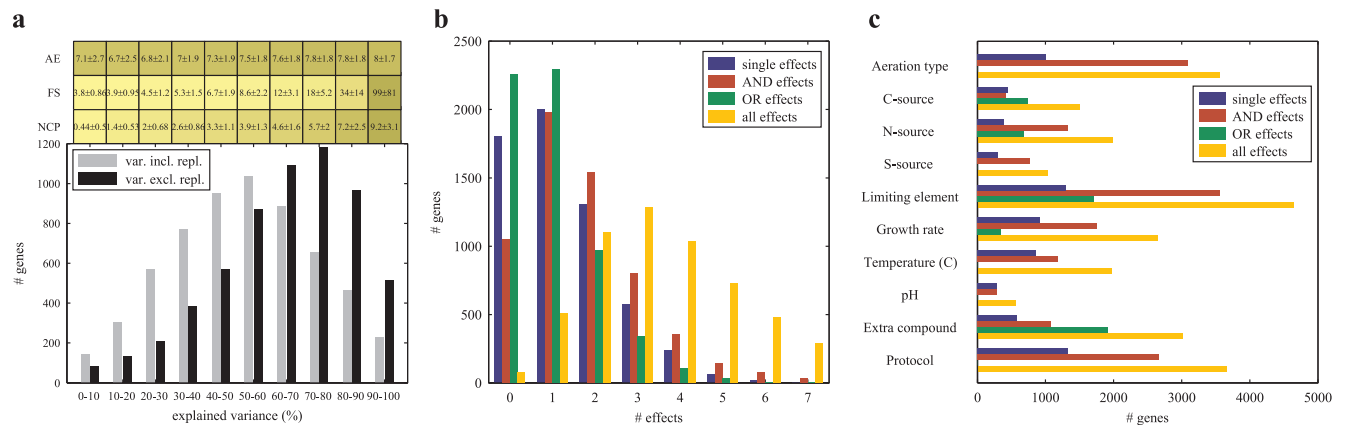 a
AE 7.1±2.7 6.7±2.5 6.8±2.1 7±1.9 7.3±1.9 7.5±1.8 7.6±1.8 7.8±1.8 7.8±1.8 8±1.7
FS 3.8±0.86 3.9±0.95 4.5±1.2 5.3±1.5 6.7±1.9 8.6±2.2 12±3.1 18±5.2 34±14 99±81
NCP 0.44±0.5 1.4±0.53 2±0.68 2.6±0.86 3.3±1.1 3.9±1.3 4.6±1.6 5.7±2 7.2±2.5 9.2±3.1
var. incl. repl.
var. excl. repl.
1200
1000
800
600
400
200
0
# genes
0-10 10-20 20-30 30-40 40-50 50-60 60-70 70-80 80-90 90-100
explained variance (%)
b
2500
2000
1500
1000
500
0
# genes
single effects
AND effects
OR effects
all effects
0 1 2 3 4 5 6 7
# effects
c
Aeration type
C-source
N-source
S-source
Limiting element
Growth rate
Temperature (C)
pH
Extra compound
Protocol
single effects
AND effects
OR effects
all effects
0 1000 2000 3000 4000 5000
# genes